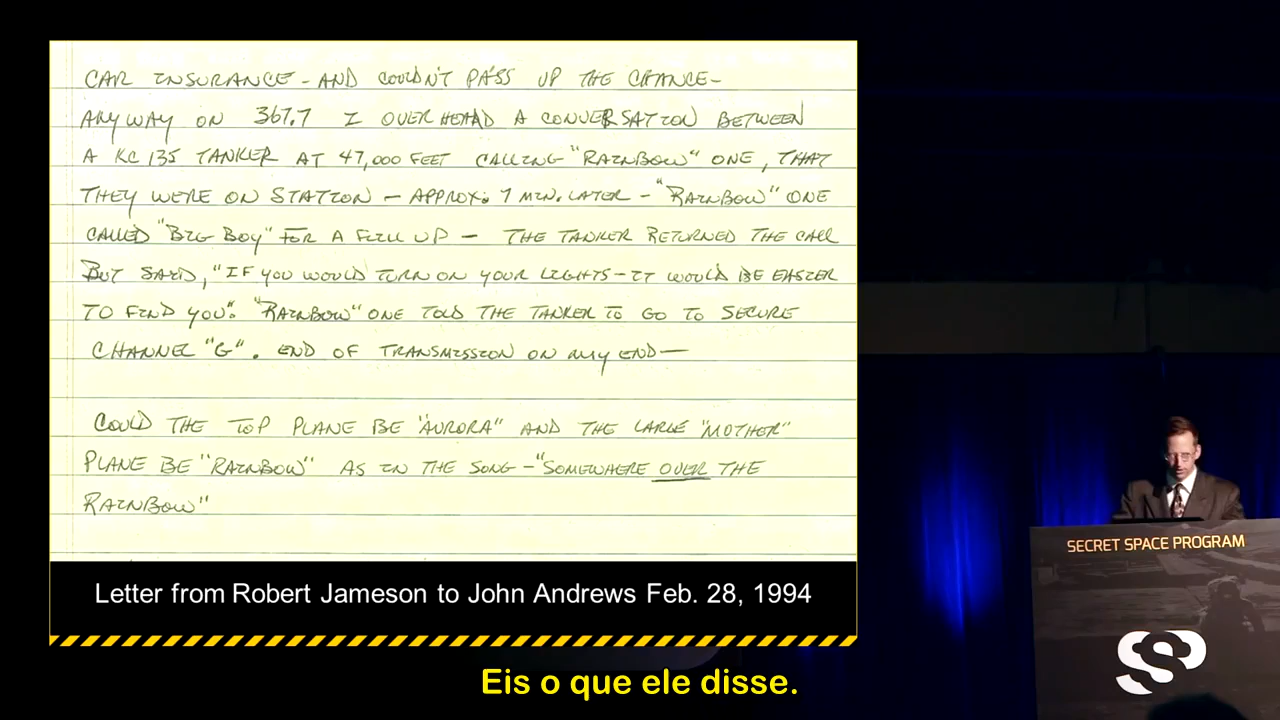 CAR INSURANCE - AND COULDN'T PASS UP THE CHANCE -
ANYWAY ON 367.7 I OVERHEARD A CONVERSATION BETWEEN
A KC 135 TANKER AT 47,000 FEET CALLING "RAINBOW" ONE, THAT
THEY WERE ON STATION - APPROX. 7 MIN. LATER - "RAINBOW" ONE
CALLED "BIG BOY" FOR A FILL UP - THE TANKER RETURNED THE CALL
BUT SAID, "IF YOU WOULD TURN ON YOUR LIGHTS - IT WOULD BE EASIER
TO FIND YOU". "RAINBOW" ONE TOLD THE TANKER TO GO TO SECURE
CHANNEL "G". END OF TRANSMISSION ON MY END -
COULD THE TOP PLANE BE "AURORA" AND THE LARGE "MOTHER"
PLANE BE "RAINBOW" AS IN THE SONG - "SOMEWHERE OVER THE
RAINBOW"
Letter from Robert Jameson to John Andrews Feb. 28, 1994
SECRET SPACE PROGRAM
SSP
Eis o que ele disse.